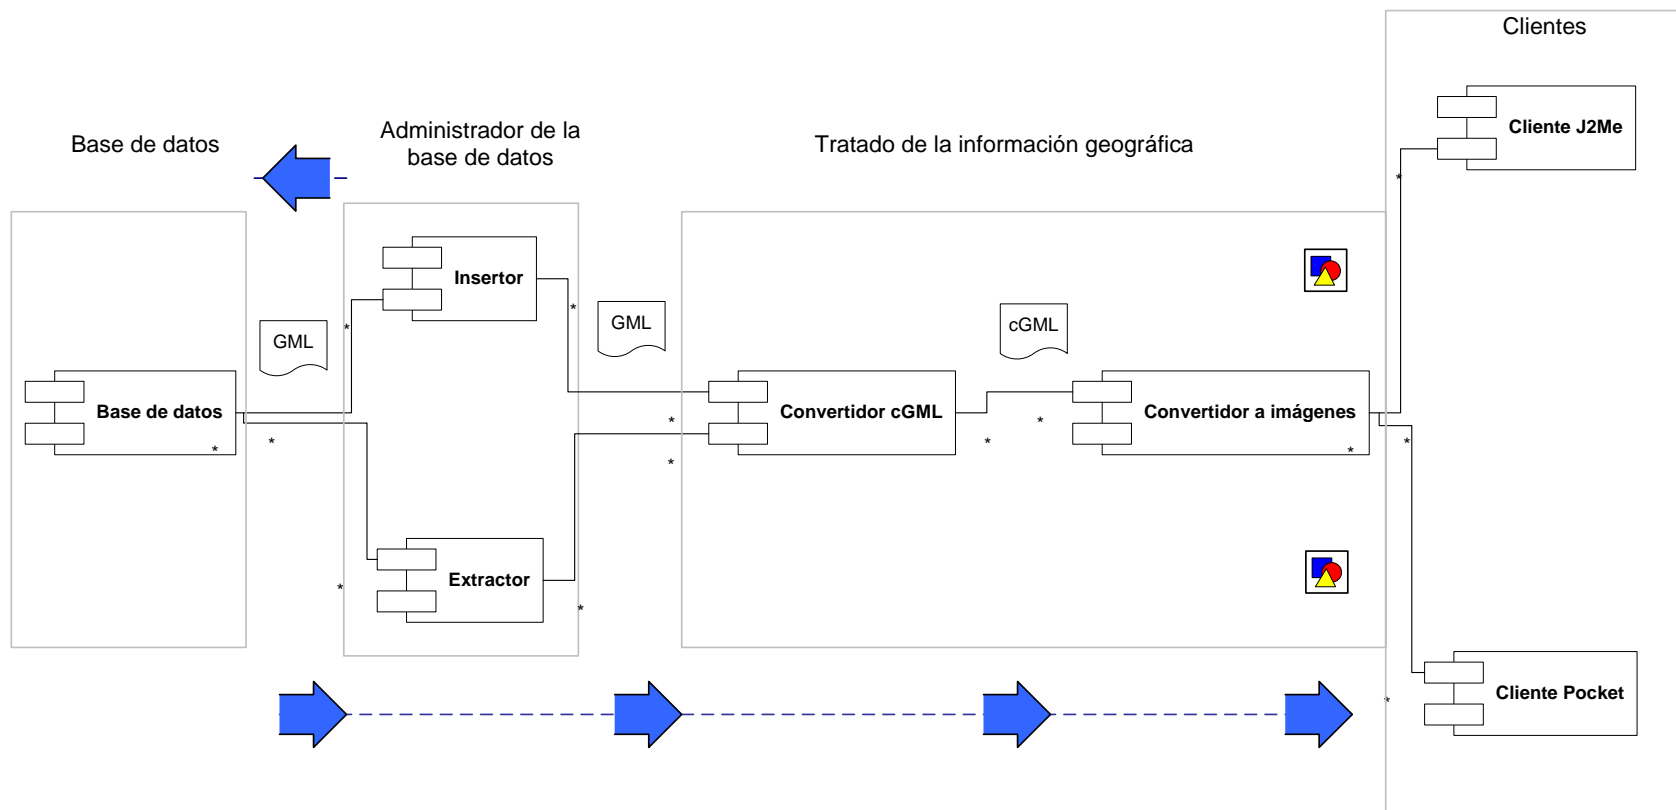 Clientes
Cliente J2Me
Base de datos
Administrador de la
base de datos
Tratado de la información geográfica
*
Insertor
*
*
GML
GML
cGML
Base de datos
*
*
Convertidor cGML
*
*
*
*
Convertidor a imágenes
*
*
Extractor
*
*
Cliente Pocket
*